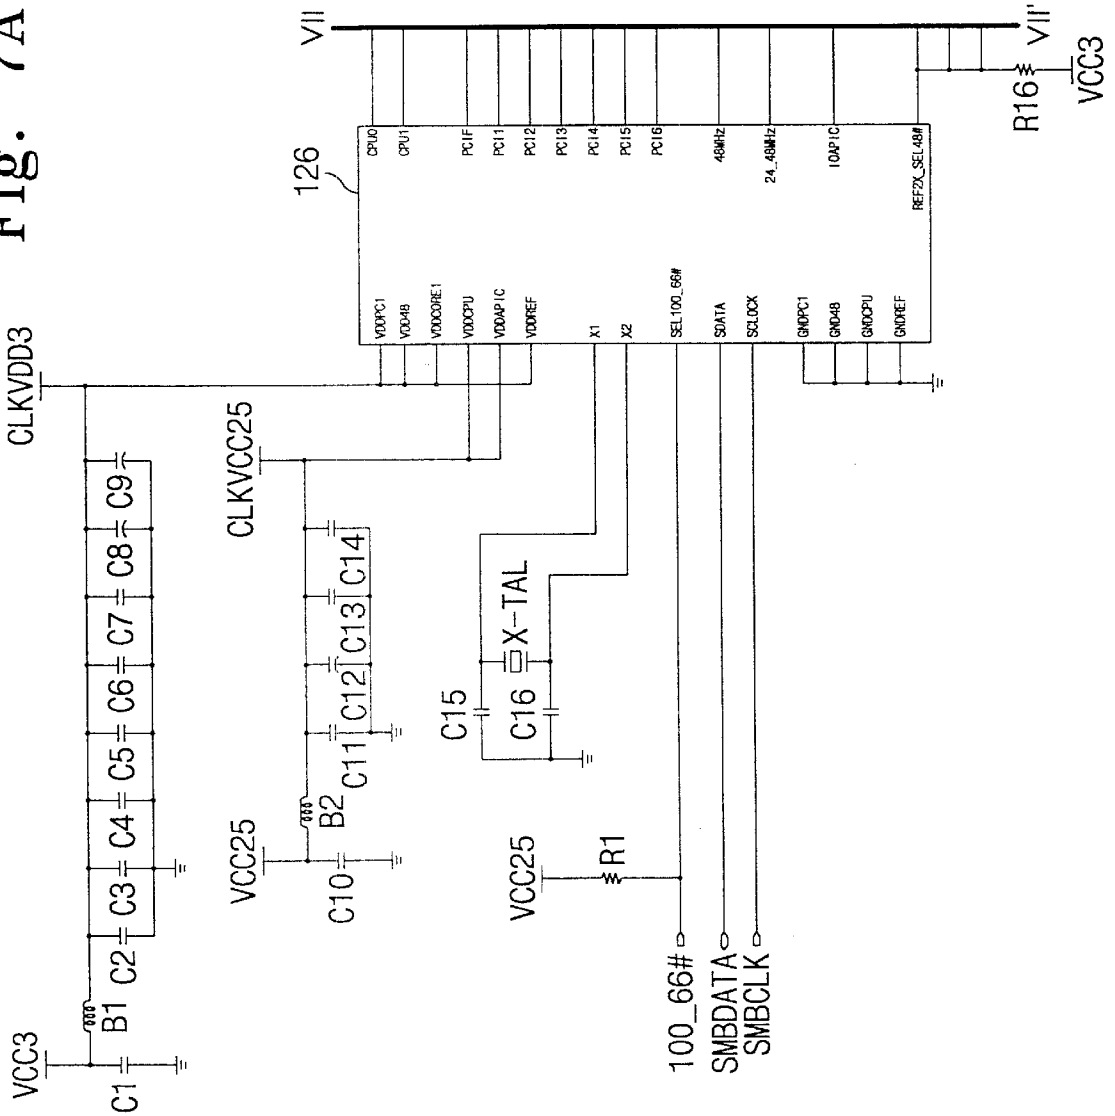 Fig. 7A
VCC3
B1
C1
C2
C3
C4
C5
C6
C7
C8
C9
CLKVDD3
VCC25
B2
C10
C11
C12
C13
C14
CLKVCC25
C15
C16
X-TAL
VCC25
R1
100_66#
SMBDATA
SMBCLK
126
VDDPC1
VDD48
VDDCORE1
VDDCPU
VDDAPIC
VDDREF
X1
X2
SEL100_66#
SDATA
SCLOCK
GNDPC1
GND48
GNDCPU
GNDREF
CPU0
CPU1
PCIF
PCI1
PCI2
PCI3
PCI4
PCI5
PCI6
48MHz
24_48MHz
IOAPIC
REF2X_SEL48#
VII
VII'
R16
VCC3